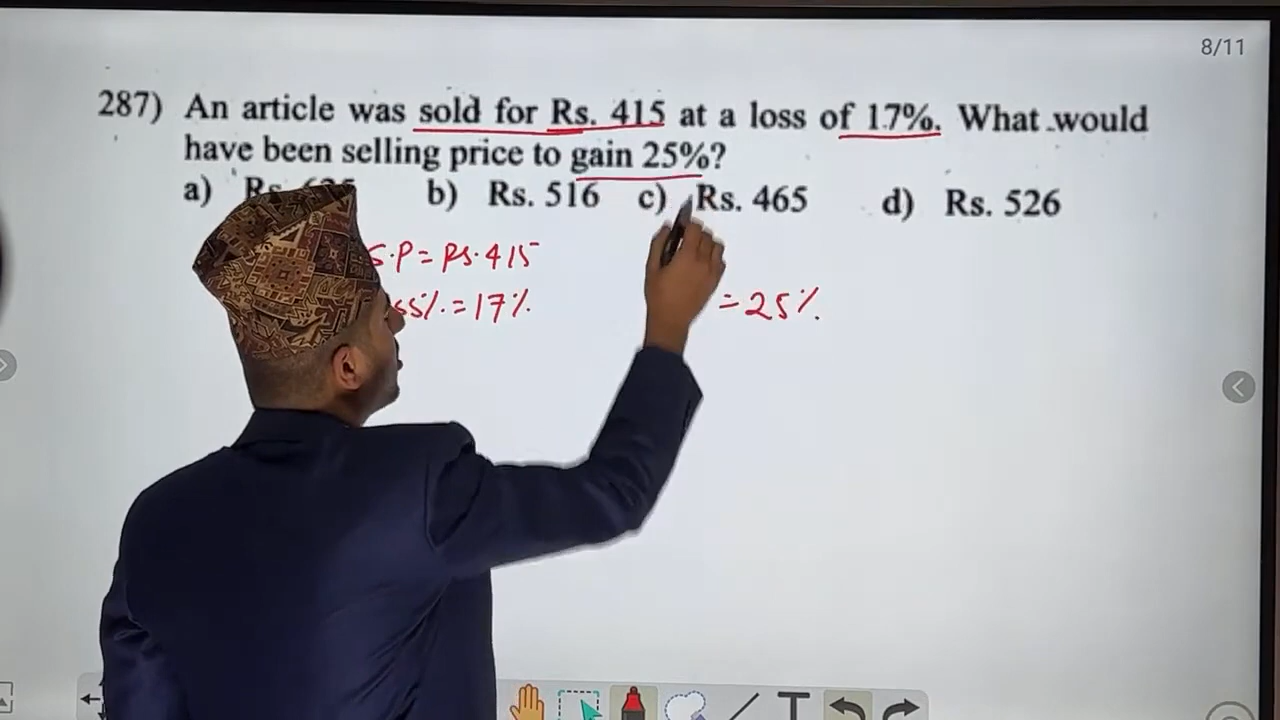 8/11
287) An article was sold for Rs. 415 at a loss of 17%. What would
have been selling price to gain 25%?
a) b) Rs. 516 c) Rs. 465 d) Rs. 526
S.P = Rs. 415
= 17% = 25%